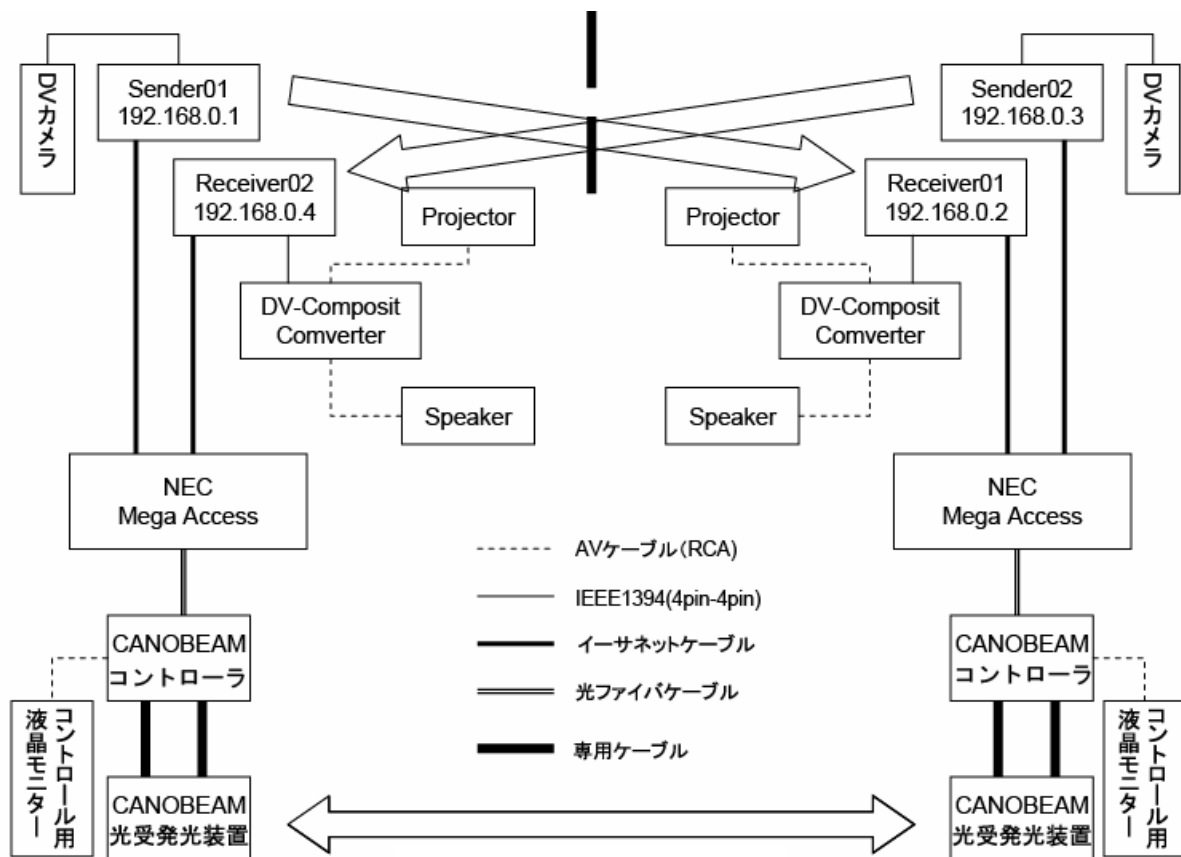 DVカメラ
Sender01
192.168.0.1
Sender02
192.168.0.3
DVカメラ
Receiver02
192.168.0.4
Projector
Projector
Receiver01
192.168.0.2
DV-Composit
Comverter
DV-Composit
Comverter
Speaker
Speaker
NEC
Mega Access
NEC
Mega Access
AVケーブル(RCA)
IEEE1394(4pin-4pin)
イーサネットケーブル
光ファイバケーブル
専用ケーブル
CANOBEAM
コントローラ
CANOBEAM
コントローラ
コントロール用
液晶モニター
コントロール用
液晶モニター
CANOBEAM
光受発光装置
CANOBEAM
光受発光装置